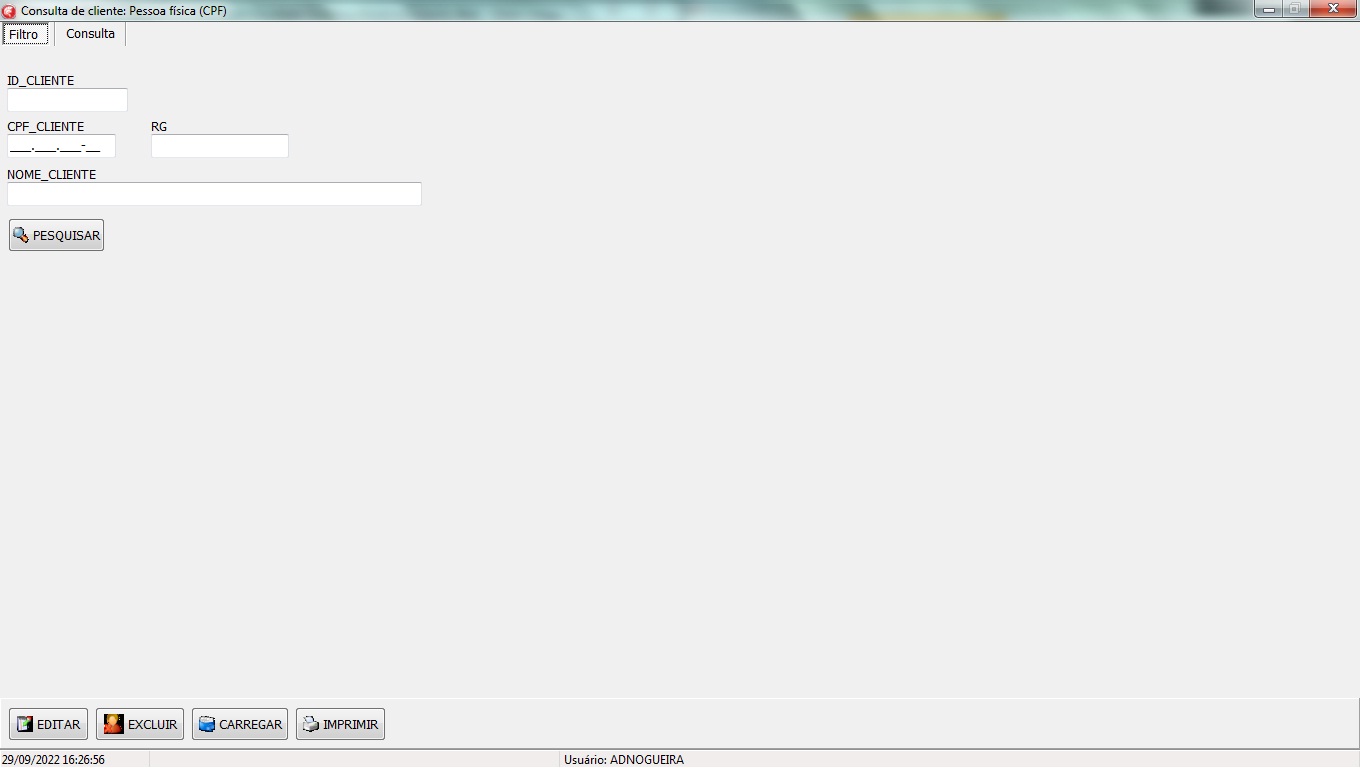 Consulta de cliente: Pessoa física (CPF)
Filtro Consulta
ID_CLIENTE
CPF_CLIENTE RG
___.___.___-__
NOME_CLIENTE
PESQUISAR
EDITAR EXCLUIR CARREGAR IMPRIMIR
29/09/2022 16:26:56 Usuário: ADNOGUEIRA